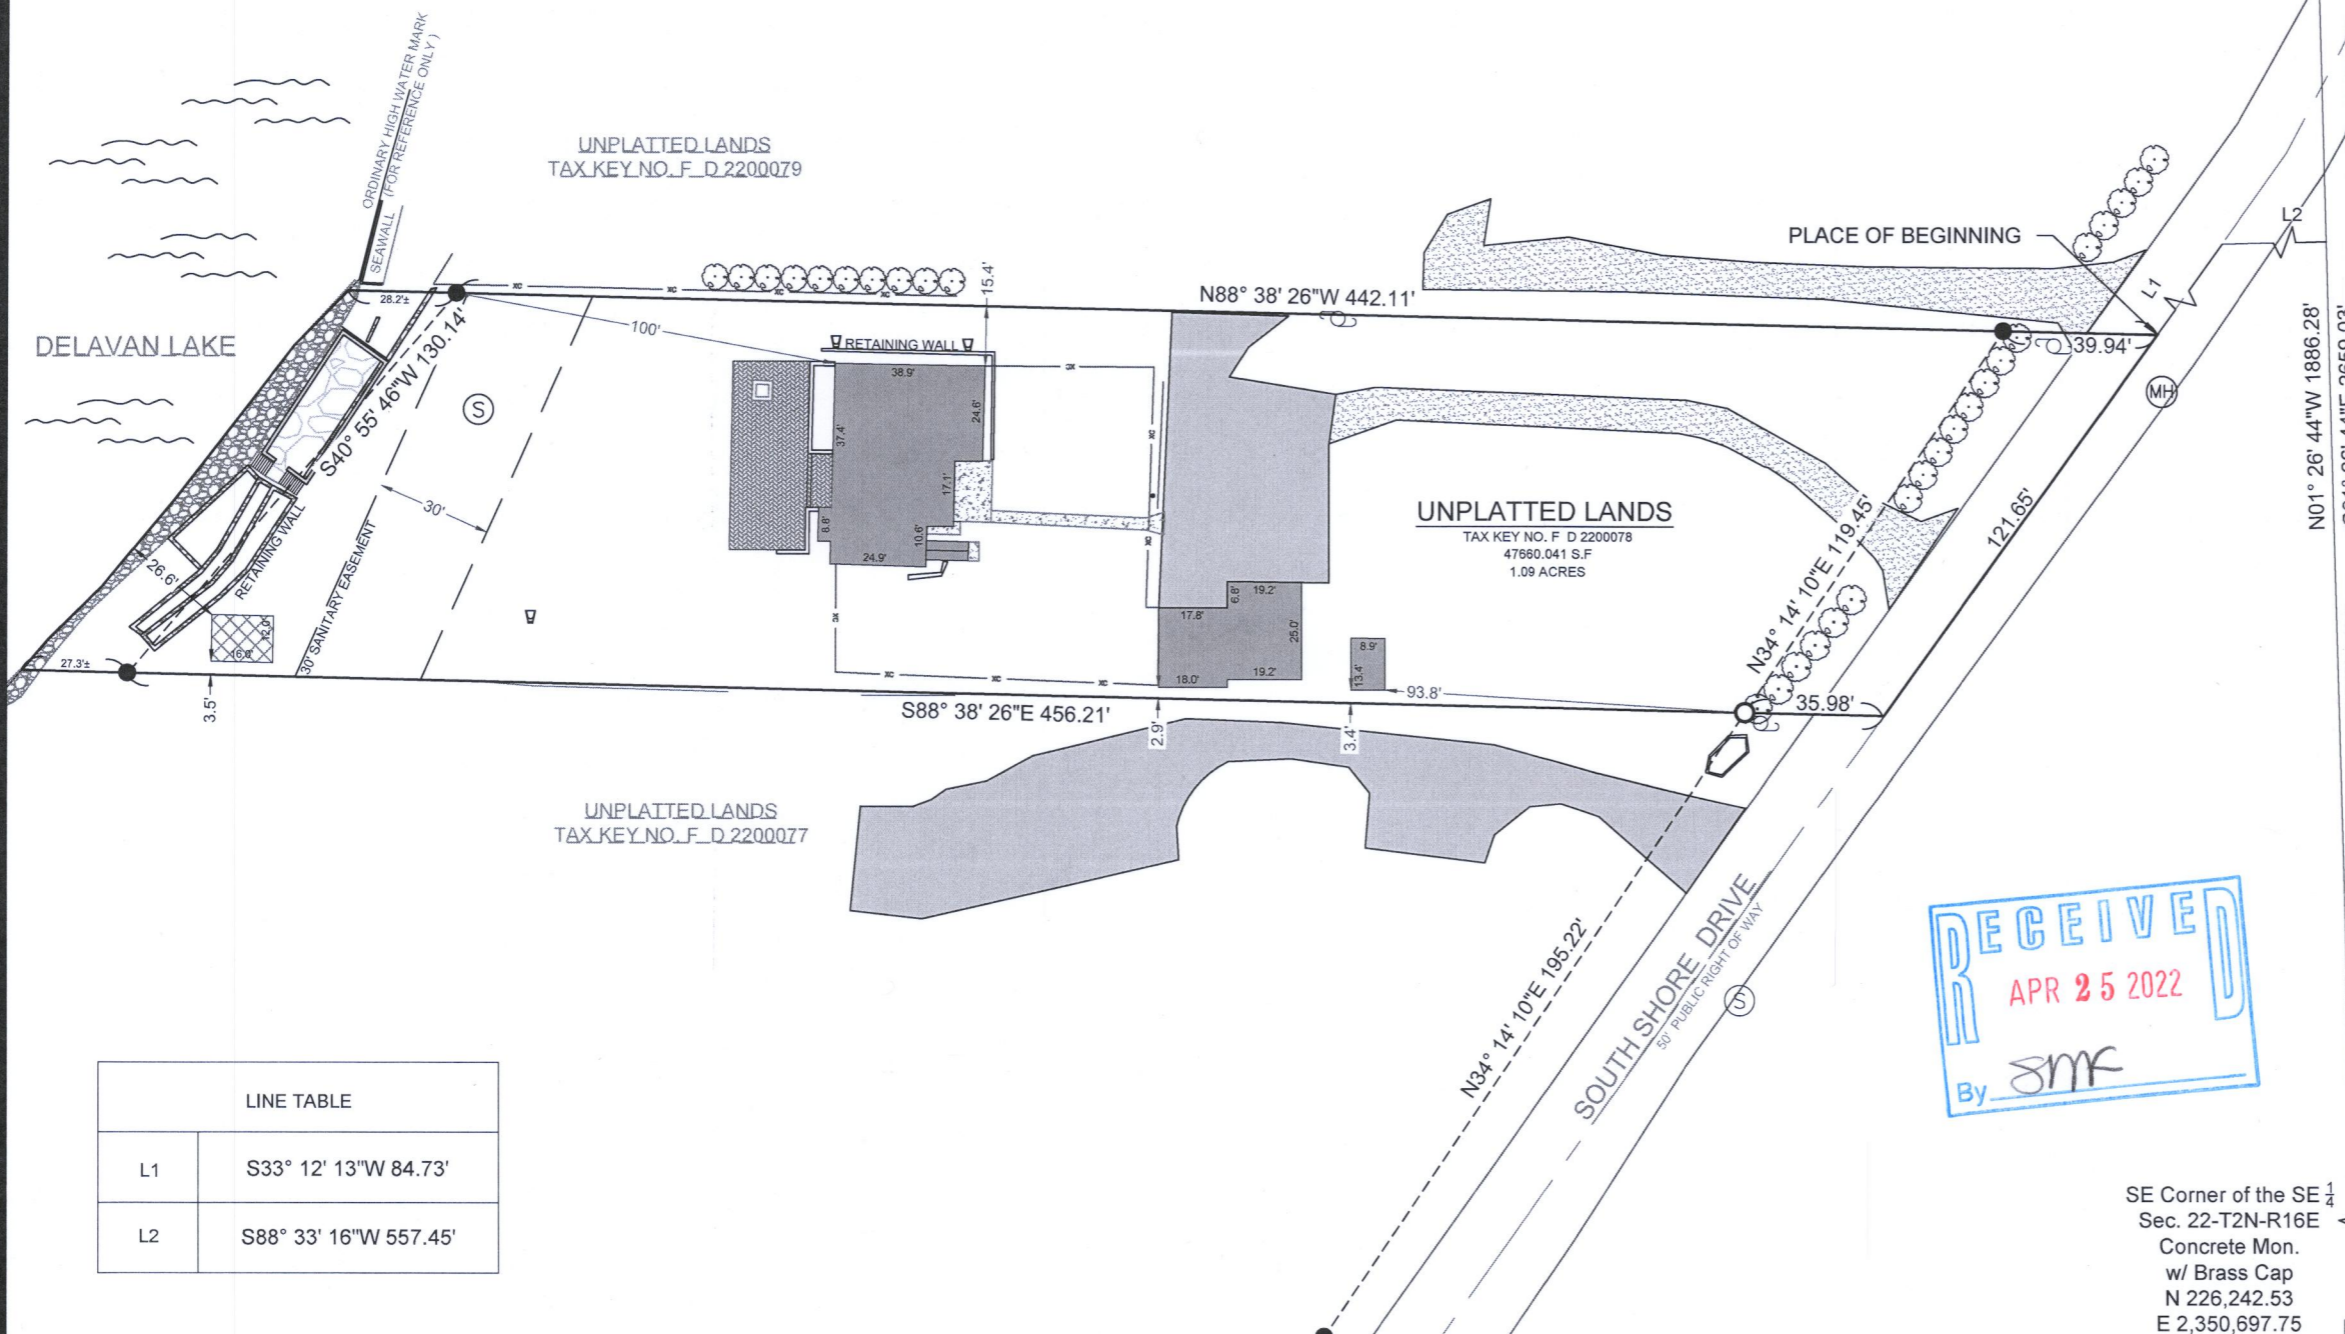 ORDINARY HIGH WATER MARK
(FOR REFERENCE ONLY)
SEAWALL
UNPLATTED LANDS
TAX KEY NO. F D 2200079
PLACE OF BEGINNING
L2
L1
28.2'±
100'
N88° 38' 26"W 442.11'
15.4'
39.94'
DELAVAN LAKE
S40° 55' 46"W 130.14'
S
RETAINING WALL
38.9'
24.6'
37.4'
17.1'
10.6'
8.8'
24.9'
MH
N01° 26' 44"W 1886.28'
30'
30' SANITARY EASEMENT
RETAINING WALL
26.6'
12.0'
16.0'
27.3'±
3.5'
UNPLATTED LANDS
TAX KEY NO. F D 2200078
47660.041 S.F
1.09 ACRES
N34° 14' 10"E 119.45'
121.65'
6.8'
19.2'
17.8'
25.0'
18.0'
19.2'
8.9'
13.4'
93.8'
35.98'
S88° 38' 26"E 456.21'
2.9'
3.4'
UNPLATTED LANDS
TAX KEY NO. F D 2200077
N34° 14' 10"E 195.22'
SOUTH SHORE DRIVE
50' PUBLIC RIGHT OF WAY
S
RECEIVED
APR 25 2022
By SMK
LINE TABLE
L1 S33° 12' 13"W 84.73'
L2 S88° 33' 16"W 557.45'
SE Corner of the SE 1/4
Sec. 22-T2N-R16E
Concrete Mon.
w/ Brass Cap
N 226,242.53
E 2,350,697.75